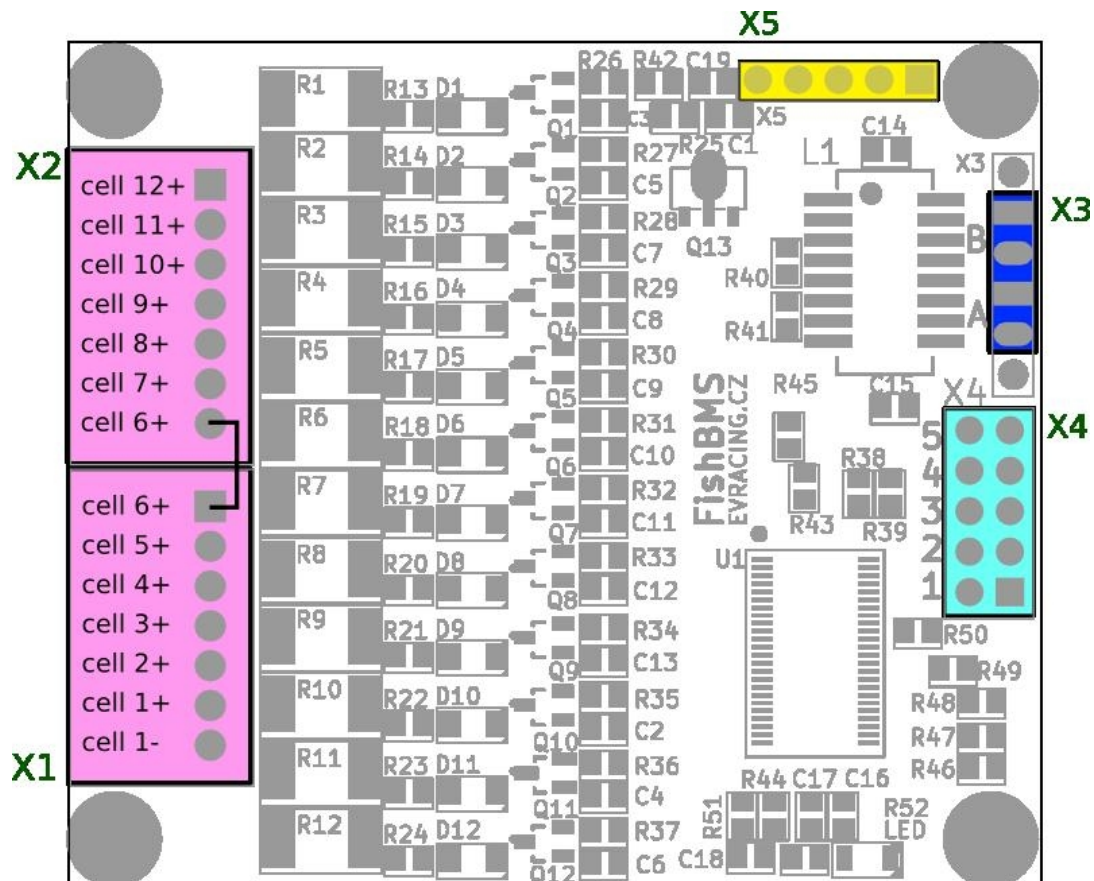 X5
X2
cell 12+
cell 11+
cell 10+
cell 9+
cell 8+
cell 7+
cell 6+
cell 6+
cell 5+
cell 4+
cell 3+
cell 2+
cell 1+
cell 1-
X1
R1 R13 D1 Q1 R26 R42 C19
C3 X5
R25 C1
R2 R14 D2 Q2 R27 C5
R3 R15 D3 Q3 R28 C7
R4 R16 D4 Q4 R29 C8
R5 R17 D5 Q5 R30 C9
R6 R18 D6 Q6 R31 C10
R7 R19 D7 Q7 R32 C11
R8 R20 D8 Q8 R33 C12
R9 R21 D9 Q9 R34 C13
R10 R22 D10 Q10 R35 C2
R11 R23 D11 Q11 R36 C4
R12 R24 D12 Q12 R37 C6
L1 C14
X3
X3
B
A
Q13
R40
R41
R45
C15
X4
X4
5
4
3
2
1
FishBMS
EVRACING.CZ
R38
R43 R39
U1
R50
R49
R48
R47
R46
R51 R44 C17 C16 R52
LED
C18